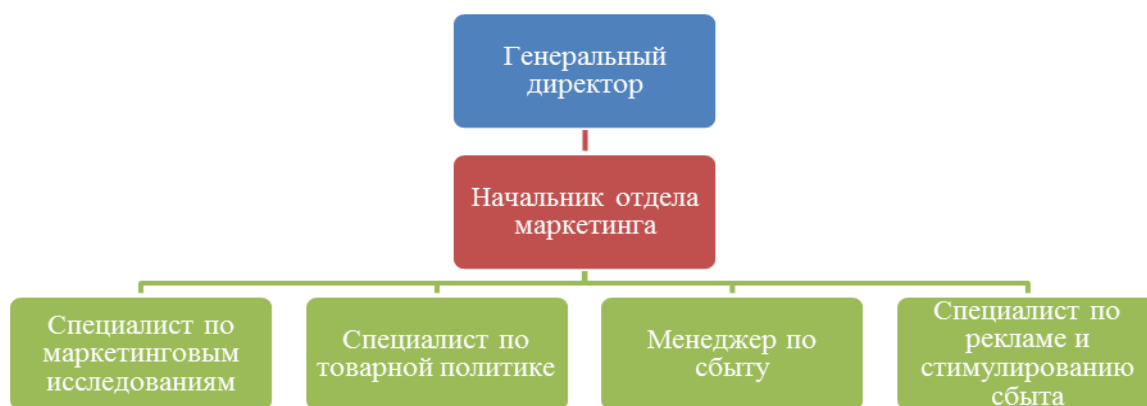 Генеральный
директор
Начальник отдела
маркетинга
Специалист по
маркетинговым
исследованиям
Специалист по
товарной политике
Менеджер по
сбыту
Специалист по
рекламе и
стимулированию
сбыта